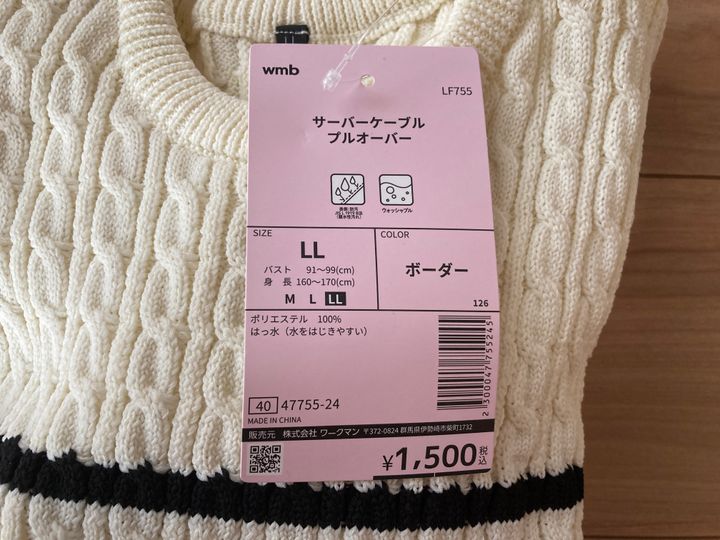 wmb
LF755
サーバーケーブル
プルオーバー
ウォッシャブル
SIZE
LL
バスト 91〜99(cm)
身 長 160〜170(cm)
M L LL
COLOR
ボーダー
126
ポリエステル 100%
はっ水（水をはじきやすい）
40 47755-24
MADE IN CHINA
2300047755245
販売元 株式会社 ワークマン 〒372-0824 群馬県伊勢崎市柴町1732
¥1,500税込